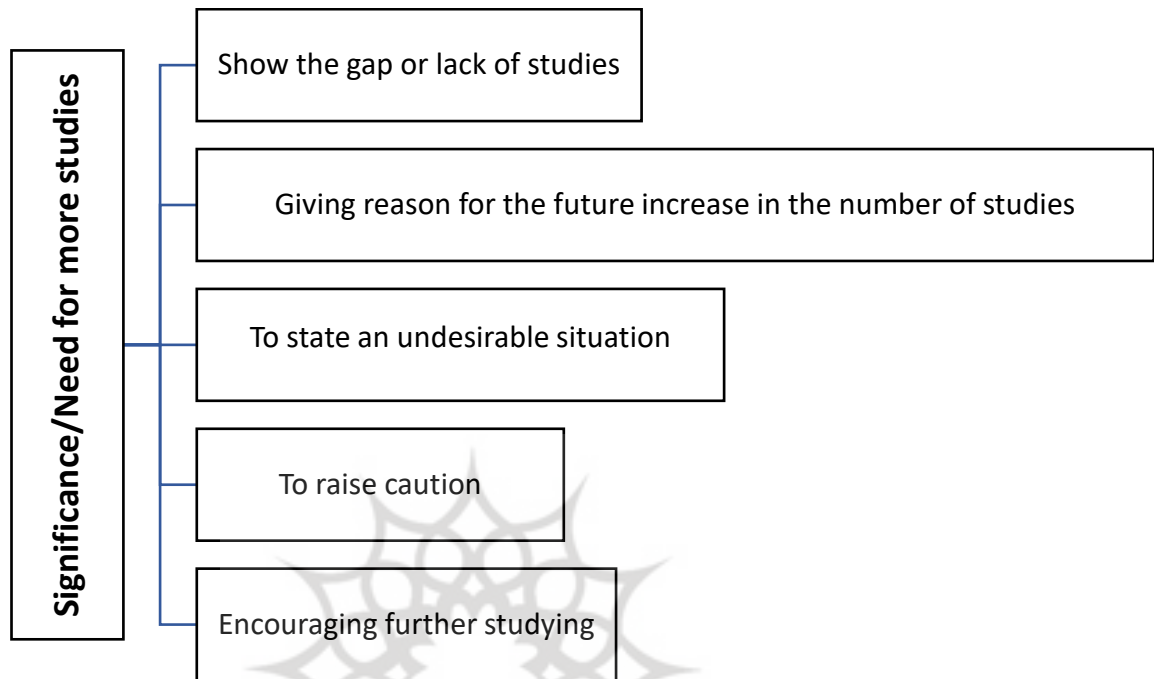 Significance/Need for more studies
Show the gap or lack of studies
Giving reason for the future increase in the number of studies
To state an undesirable situation
To raise caution
Encouraging further studying